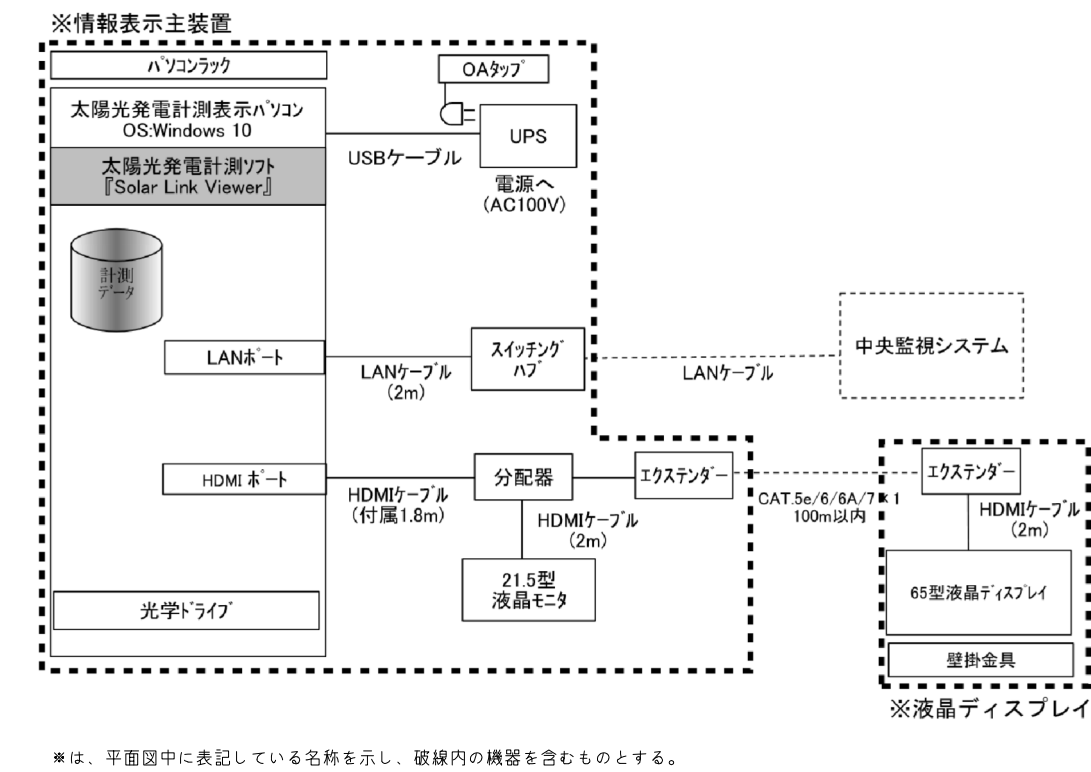 ※情報表示主装置
パソコンラック
OAタップ
太陽光発電計測表示パソコン
OS:Windows 10
UPS
USBケーブル
太陽光発電計測ソフト
『Solar Link Viewer』
電源へ
(AC100V)
計測
データ
LANポート
スイッチング
ハブ
中央監視システム
LANケーブル
(2m)
LANケーブル
HDMI ポート
分配器
エクステンダー
エクステンダー
HDMIケーブル
(付属1.8m)
CAT.5e/6/6A/7 ×1
100m以内
HDMIケーブル
(2m)
HDMIケーブル
(2m)
21.5型
液晶モニタ
65型液晶ディスプレイ
光学ドライブ
壁掛金具
※液晶ディスプレイ
※は、平面図中に表記している名称を示し、破線内の機器を含むものとする。